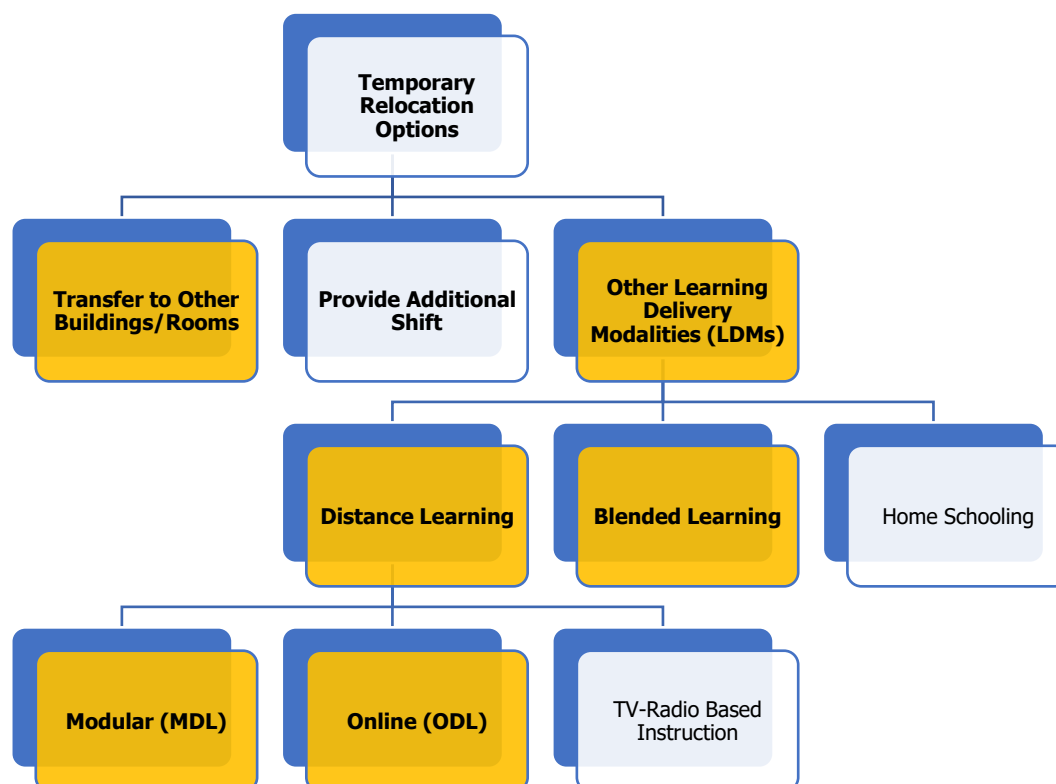 Temporary
Relocation
Options
Transfer to Other
Buildings/Rooms
Provide Additional
Shift
Other Learning
Delivery
Modalities (LDMs)
Distance Learning
Blended Learning
Home Schooling
Modular (MDL)
Online (ODL)
TV-Radio Based
Instruction